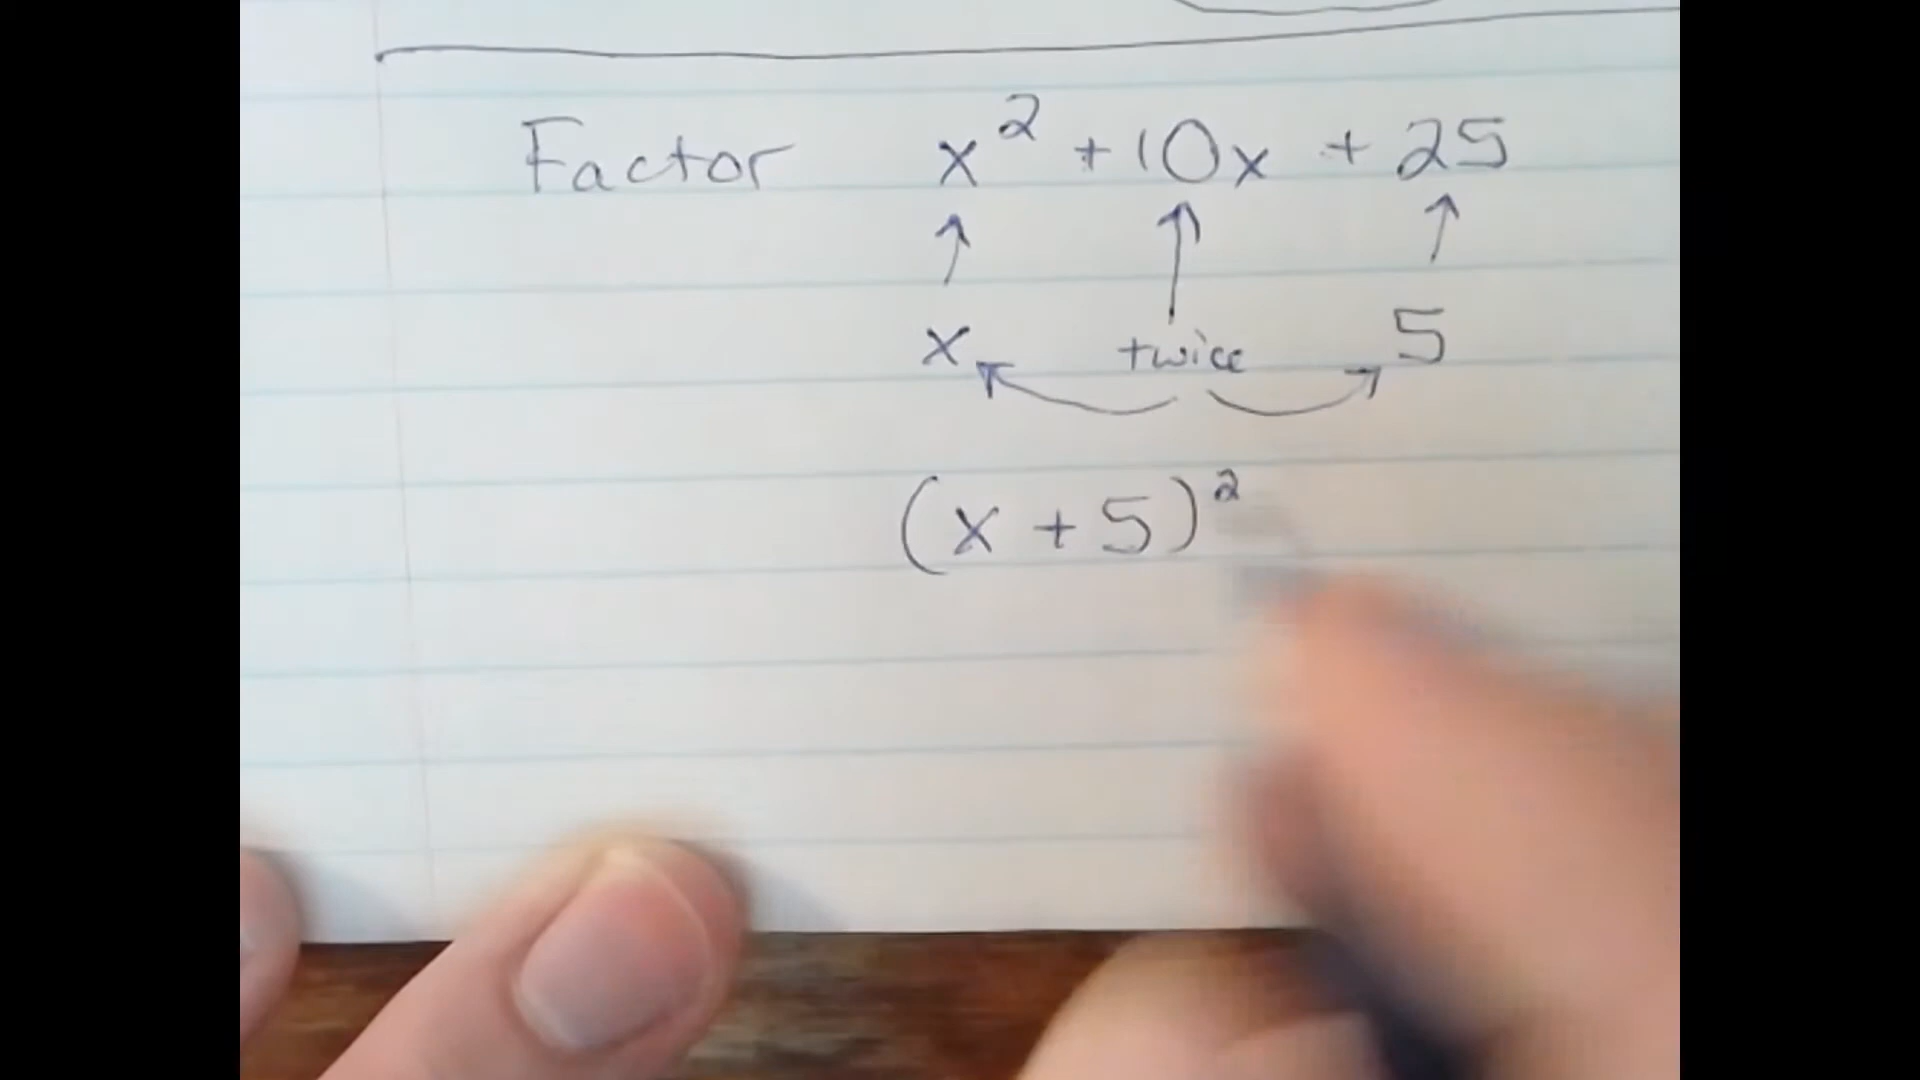 Factor x² + 10x + 25
↑ ↑ ↑
x twice 5
(x + 5)²